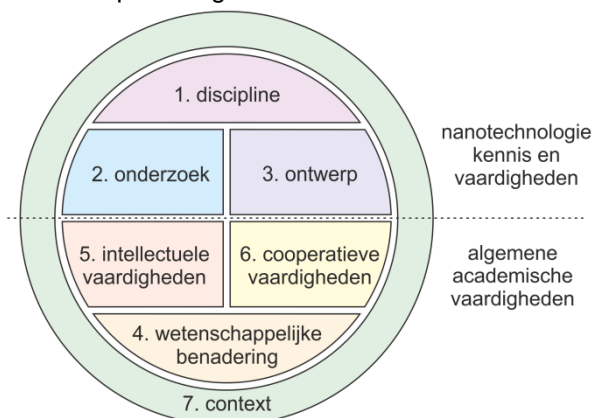 1. discipline
2. onderzoek
3. ontwerp
nanotechnologie
kennis en
vaardigheden
5. intellectuele
vaardigheden
6. cooperatieve
vaardigheden
algemene
academische
vaardigheden
4. wetenschappelijke
benadering
7. context